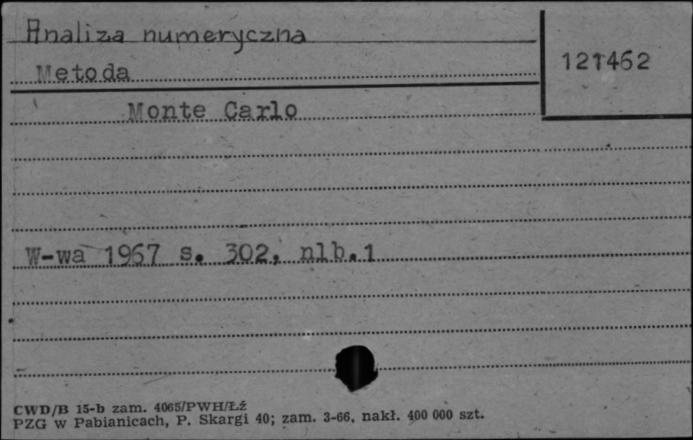 Analiza numeryczna
121462
Metoda
Monte Carlo
W-wa 1967 s. 302, nlb.1
CWD/B 15-b zam. 4065/PWH/Łź
PZG w Pabianicach, P. Skargi 40; zam. 3-66, nakł. 400 000 szt.